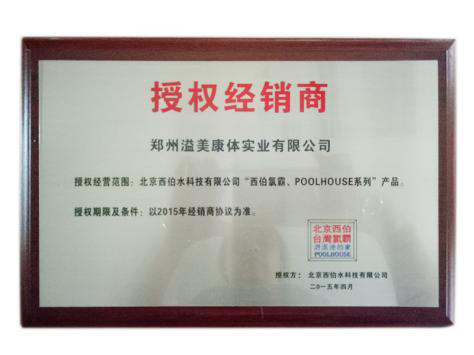 授权经销商
郑州溢美康体实业有限公司
授权经营范围：北京西伯水科技有限公司“西伯氯霸、POOLHOUSE系列”产品。
授权期限及条件：以2015年经销商协议为准。
北京西伯
台灣氯霸
POOLHOUSE
授权方：北京西伯水科技有限公司
二〇一五年四月